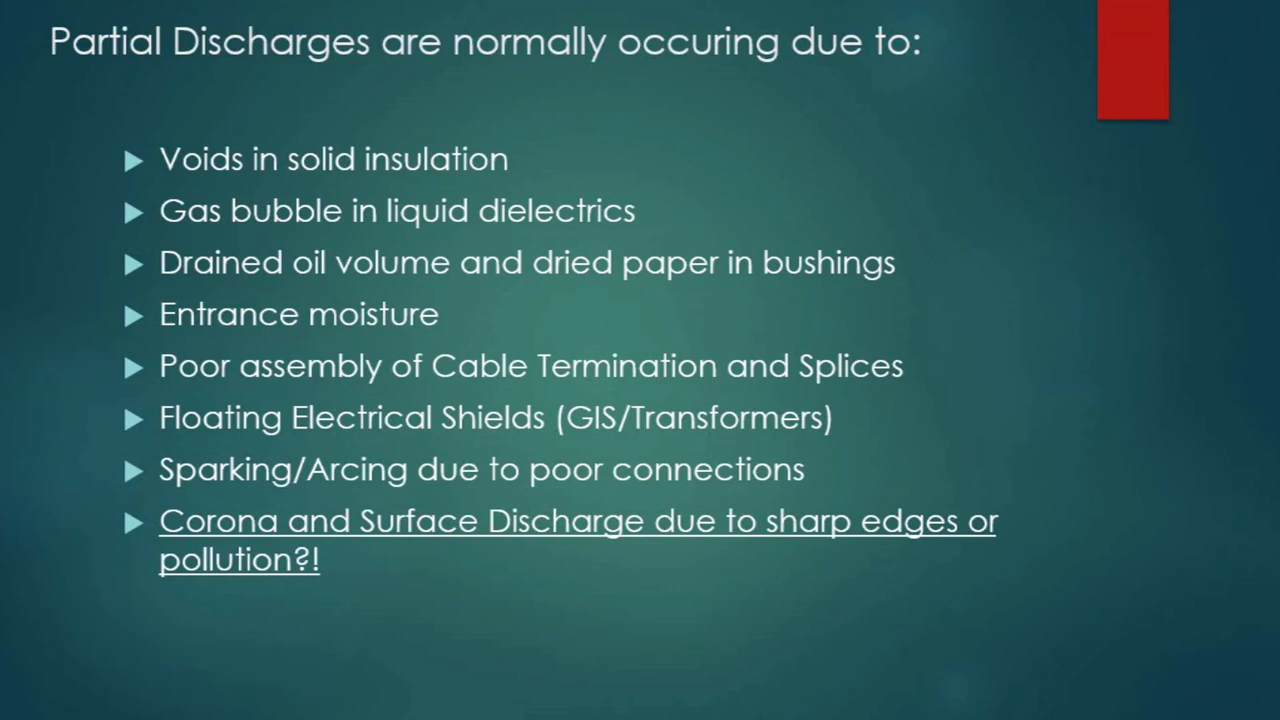 Partial Discharges are normally occuring due to:
Voids in solid insulation
Gas bubble in liquid dielectrics
Drained oil volume and dried paper in bushings
Entrance moisture
Poor assembly of Cable Termination and Splices
Floating Electrical Shields (GIS/Transformers)
Sparking/Arcing due to poor connections
Corona and Surface Discharge due to sharp edges or
pollution?!